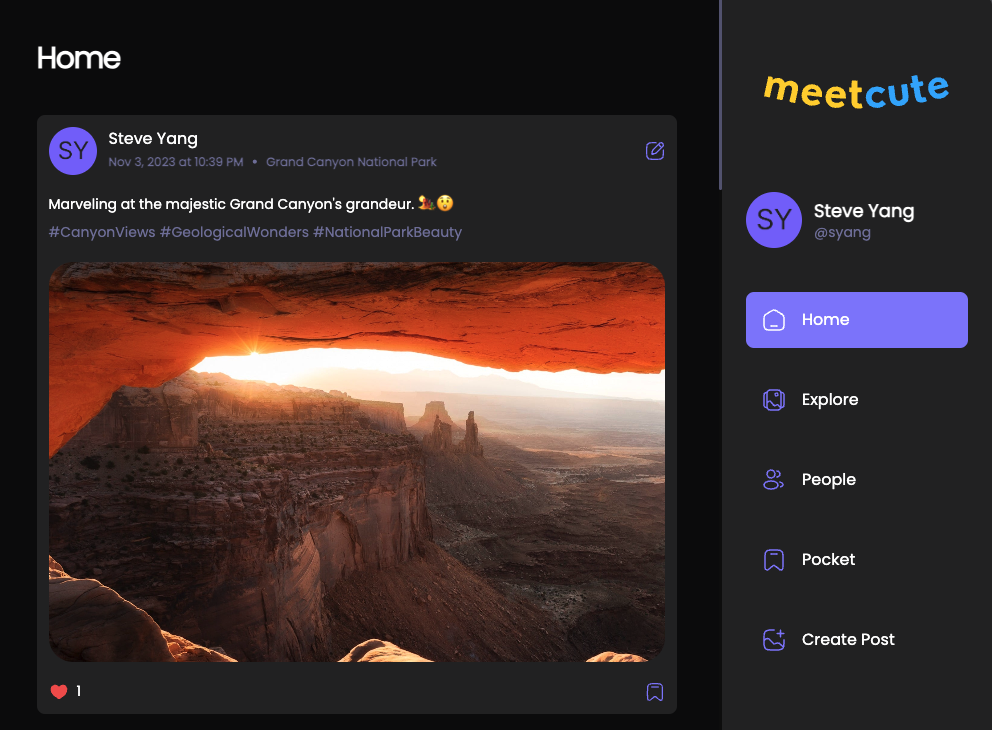 Home
SY
Steve Yang
Nov 3, 2023 at 10:39 PM • Grand Canyon National Park
Marveling at the majestic Grand Canyon's grandeur. 🏜️😲
#CanyonViews #GeologicalWonders #NationalParkBeauty
1
meetcute
SY
Steve Yang
@syang
Home
Explore
People
Pocket
Create Post